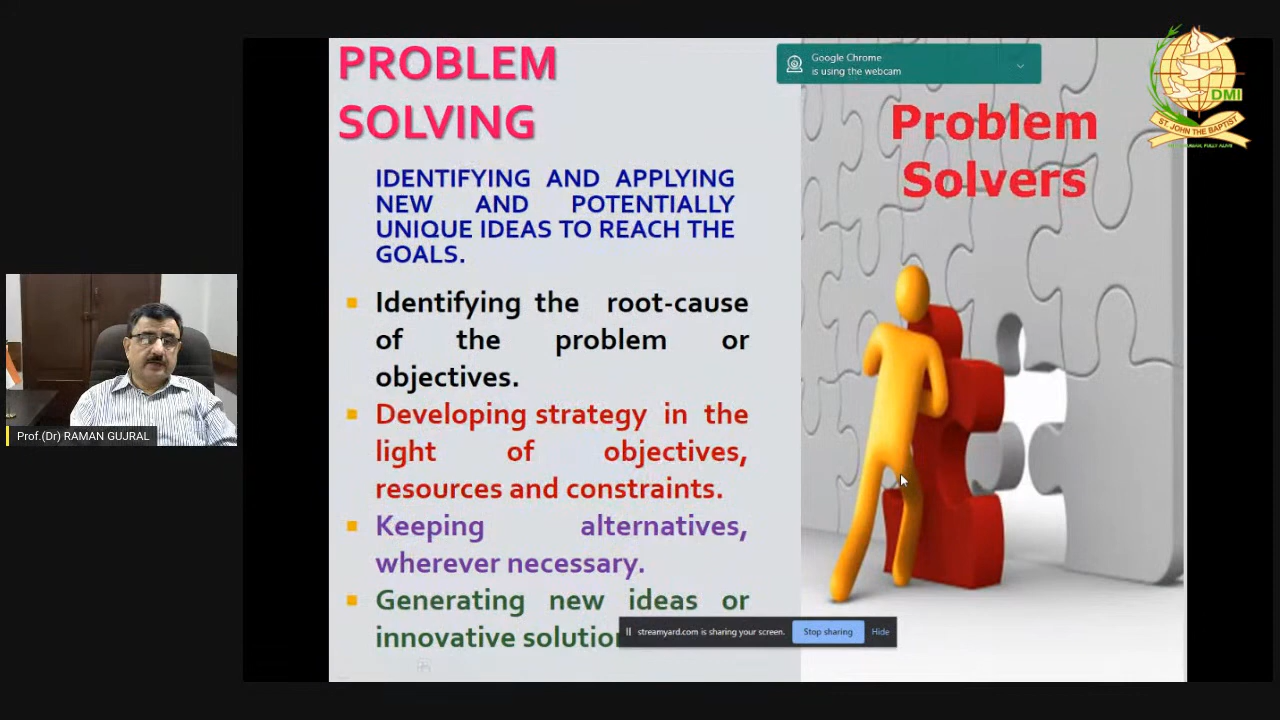 PROBLEM
SOLVING
IDENTIFYING AND APPLYING
NEW AND POTENTIALLY
UNIQUE IDEAS TO REACH THE
GOALS.
Identifying the root-cause
of the problem or
objectives.
Developing strategy in the
light of objectives,
resources and constraints.
Keeping alternatives,
wherever necessary.
Generating new ideas or
innovative solution
Google Chrome
is using the webcam
Problem
Solvers
DMI
ST. JOHN THE BAPTIST
Prof.(Dr) RAMAN GUJRAL
streamyard.com is sharing your screen.
Stop sharing
Hide